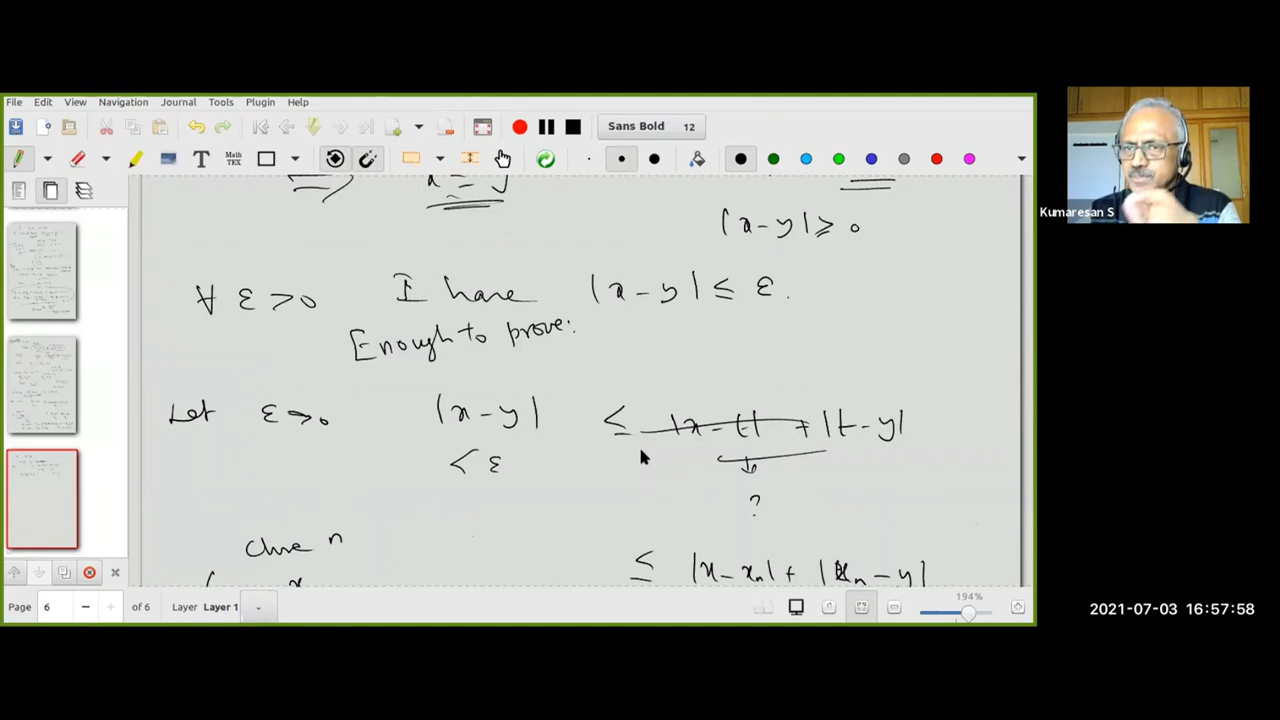 File Edit View Navigation Journal Tools Plugin Help
Sans Bold 12
x = y
|x-y| ≥ 0
Kumaresan S
∀ ε > 0 I have |x-y| ≤ ε.
Enough to prove:
Let ε > 0 |x-y| ≤ |x-t| + |t-y|
< ε
?
n
≤ |x-xn| + |xn-y|
x
Page 6 of 6 Layer Layer 1
194%
2021-07-03 16:57:58